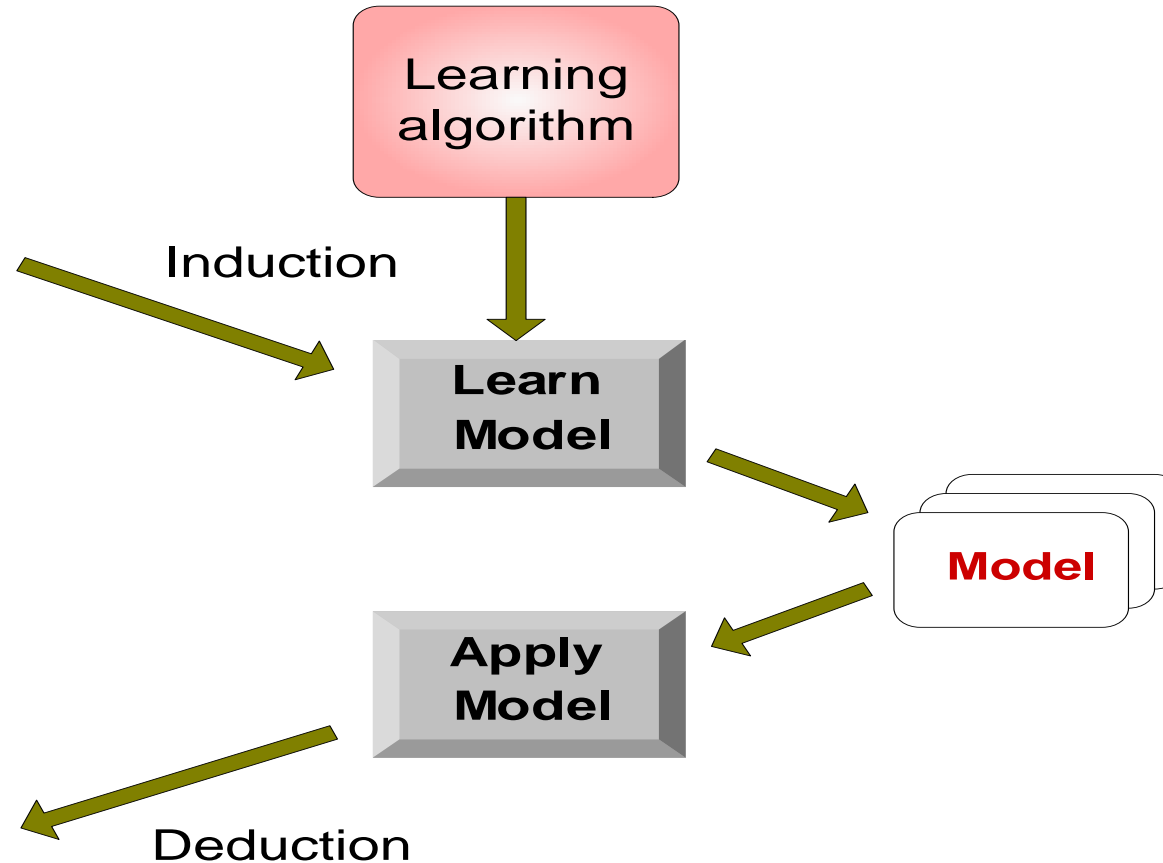 Learning
algorithm
Induction
Learn
Model
Model
Apply
Model
Deduction